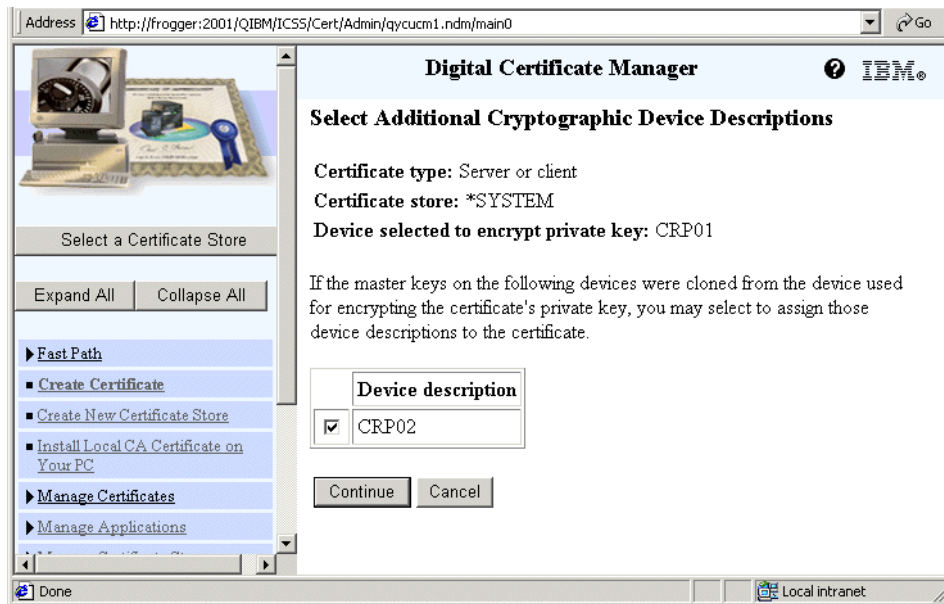 Address http://frogger:2001/QIBM/ICSS/Cert/Admin/qycucm1.ndm/main0 Go
Digital Certificate Manager ? IBM®
Select Additional Cryptographic Device Descriptions
Certificate type: Server or client
Certificate store: *SYSTEM
Device selected to encrypt private key: CRP01
If the master keys on the following devices were cloned from the device used
for encrypting the certificate's private key, you may select to assign those
device descriptions to the certificate.
Device description
CRP02
Continue Cancel
Select a Certificate Store
Expand All Collapse All
Fast Path
Create Certificate
Create New Certificate Store
Install Local CA Certificate on
Your PC
Manage Certificates
Manage Applications
Done Local intranet